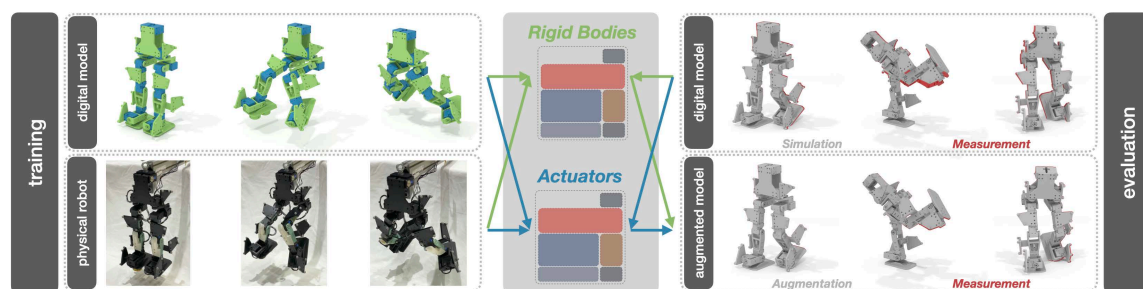 training
digital model
physical robot
Rigid Bodies
Actuators
digital model
Simulation
Measurement
augmented model
Augmentation
Measurement
evaluation